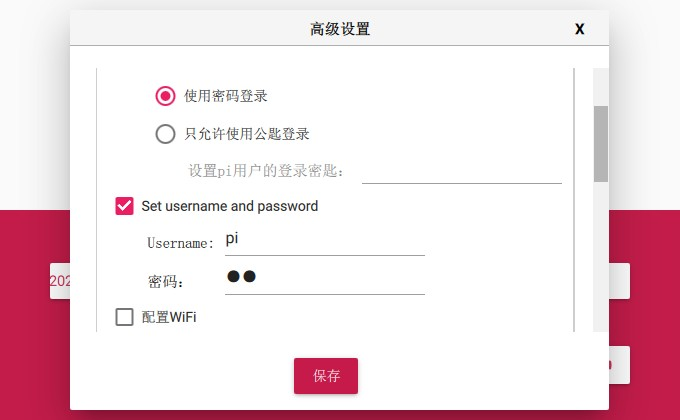 高级设置
X
使用密码登录
只允许使用公匙登录
设置pi用户的登录密匙：
Set username and password
Username:
pi
密码：
●●
202
配置WiFi
保存